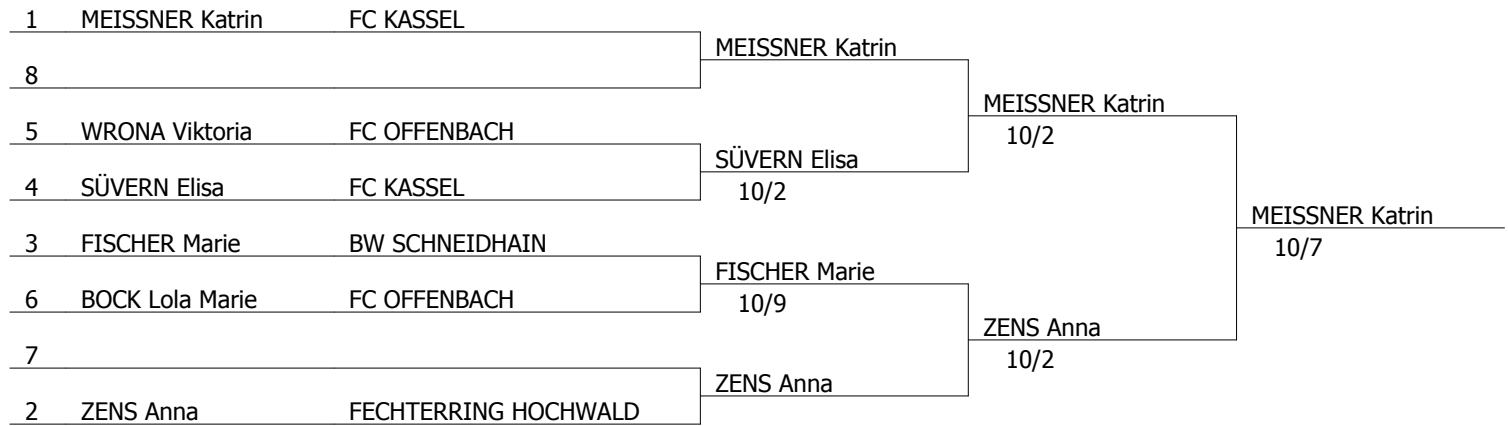 1 MEISSNER Katrin FC KASSEL
MEISSNER Katrin
8
MEISSNER Katrin
10/2
5 WRONA Viktoria FC OFFENBACH
SÜVERN Elisa
10/2
4 SÜVERN Elisa FC KASSEL
MEISSNER Katrin
10/7
3 FISCHER Marie BW SCHNEIDHAIN
FISCHER Marie
10/9
6 BOCK Lola Marie FC OFFENBACH
ZENS Anna
10/2
7
ZENS Anna
2 ZENS Anna FECHTERRING HOCHWALD